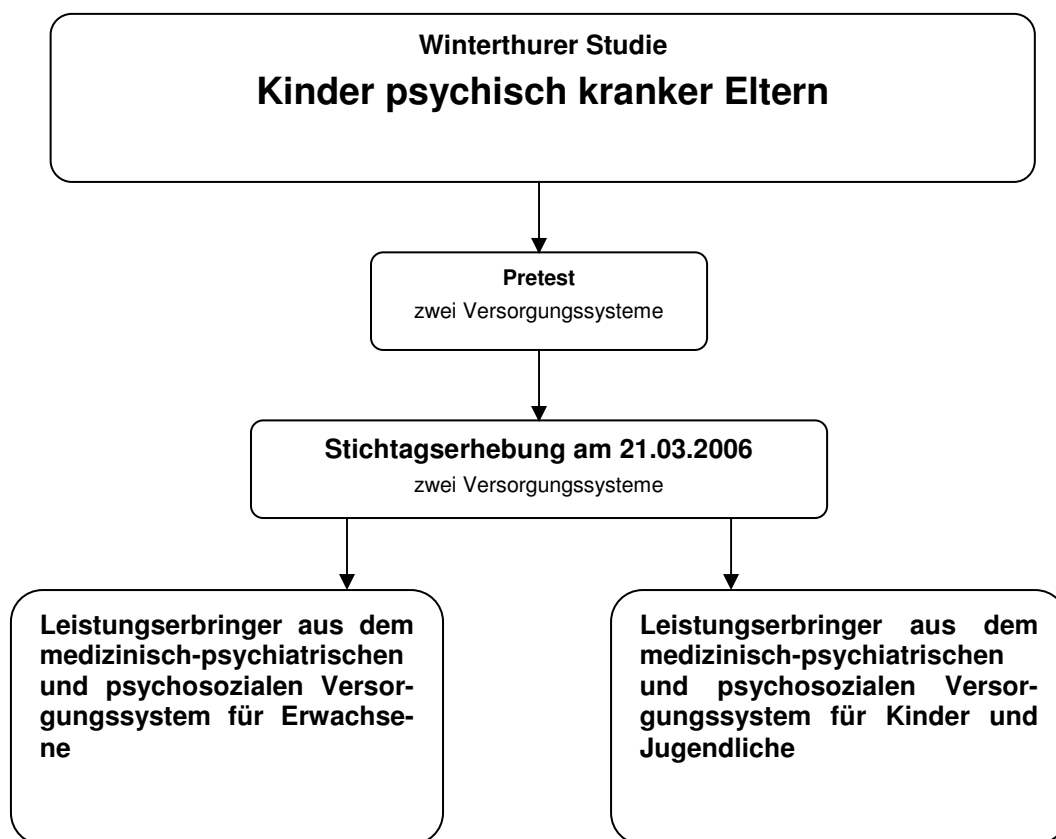 Winterthurer Studie
Kinder psychisch kranker Eltern
Pretest
zwei Versorgungssysteme
Stichtagserhebung am 21.03.2006
zwei Versorgungssysteme
Leistungserbringer aus dem
medizinisch-psychiatrischen
und psychosozialen Versor-
gungssystem für Erwachse-
ne
Leistungserbringer aus dem
medizinisch-psychiatrischen
und psychosozialen Versor-
gungssystem für Kinder und
Jugendliche